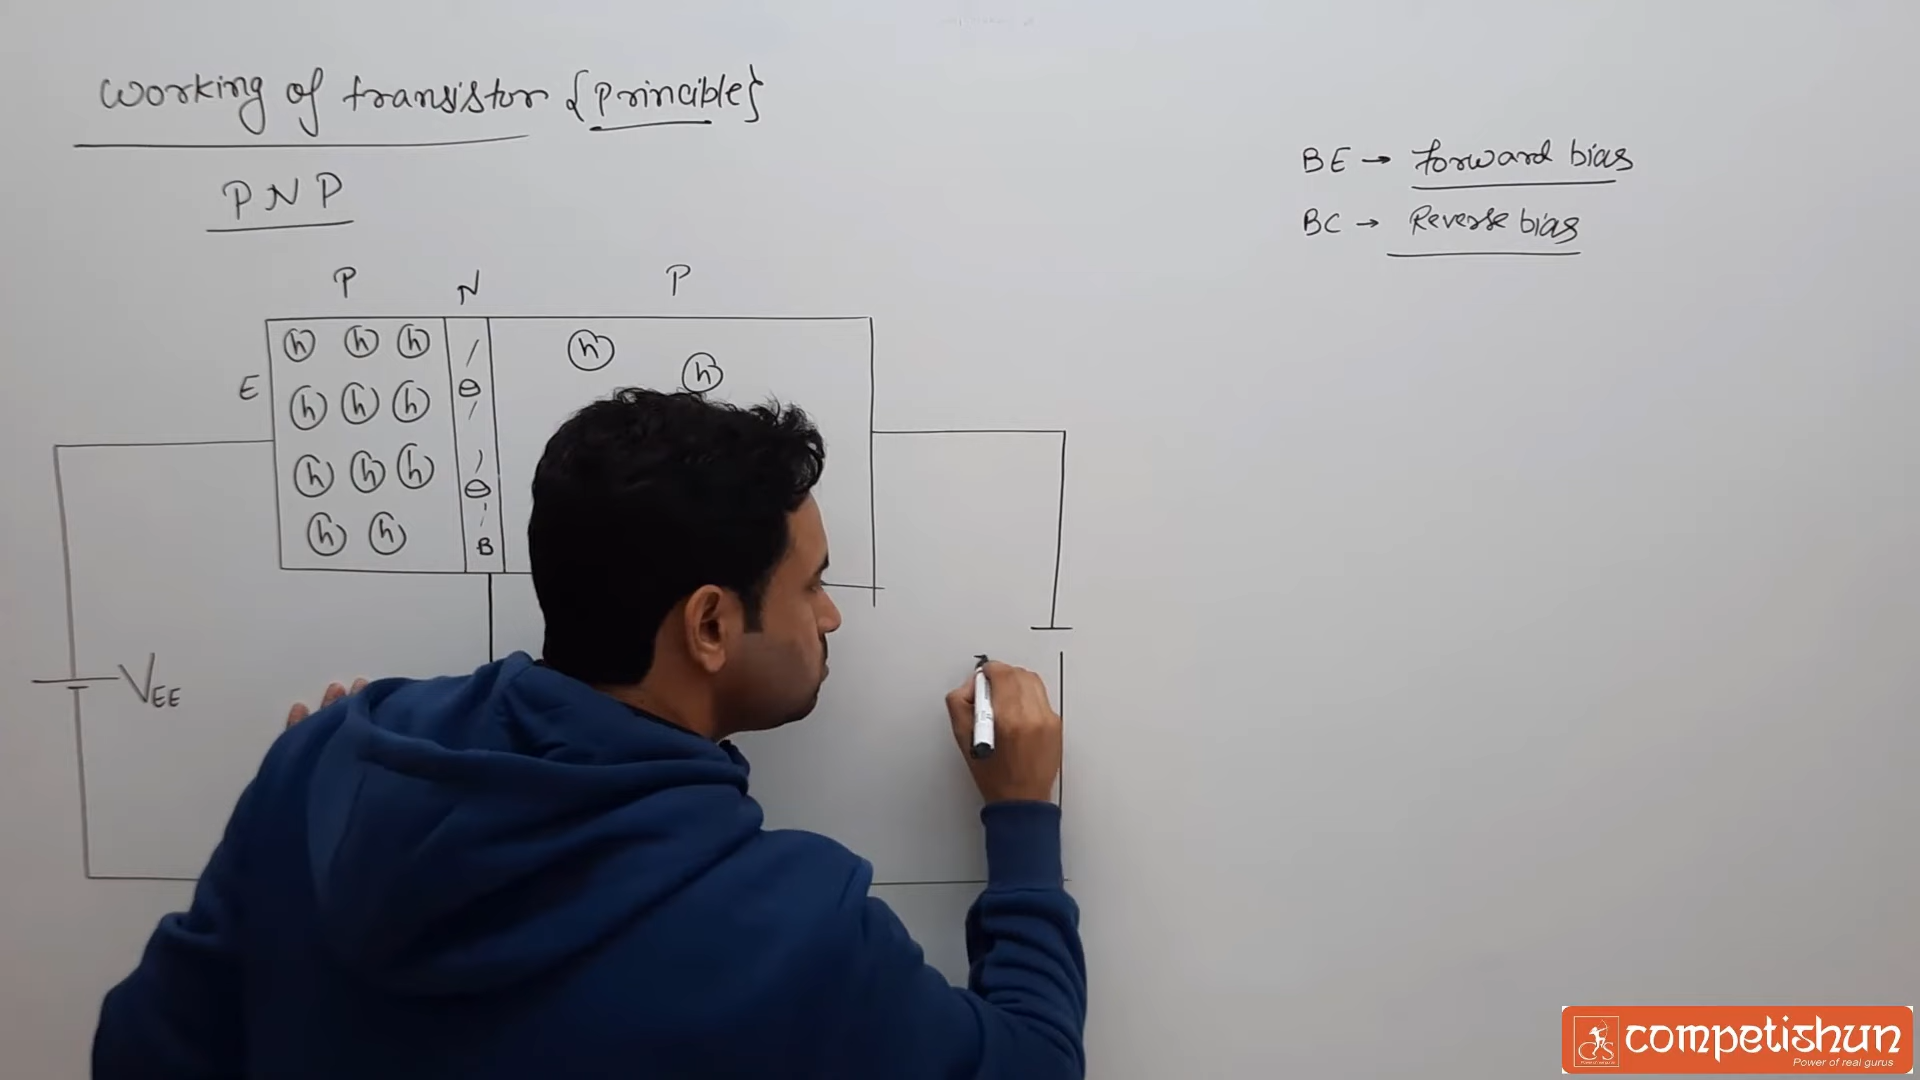 Working of transistor {Principle}
PNP
BE → forward bias
BC → Reverse bias
P N P
h h h h h
E h h h
h h h
h h B
VEE
competishun
Power of real gurus